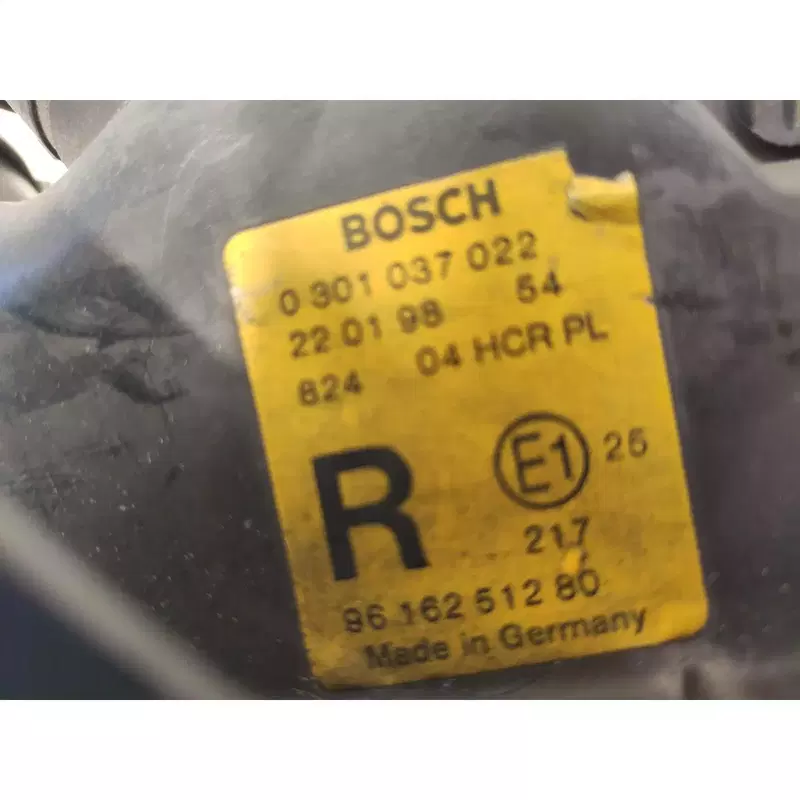 BOSCH
0 301 037 022
22 01 98 54
824 04 HCR PL
R E1 25
217
96 162 512 80
Made in Germany